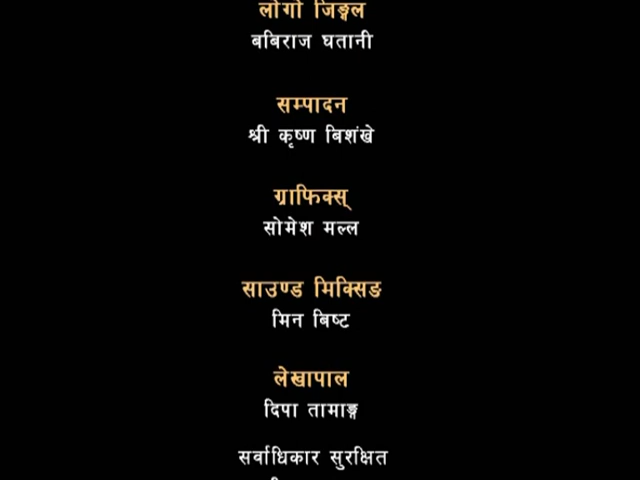 लोगो जिङ्गल
बबिराज घतानी
सम्पादन
श्री कृष्ण बिशंखे
ग्राफिक्स्
सोमेश मल्ल
साउण्ड मिक्सिङ
मिन बिष्ट
लेखापाल
दिपा तामाङ्ग
सर्वाधिकार सुरक्षित